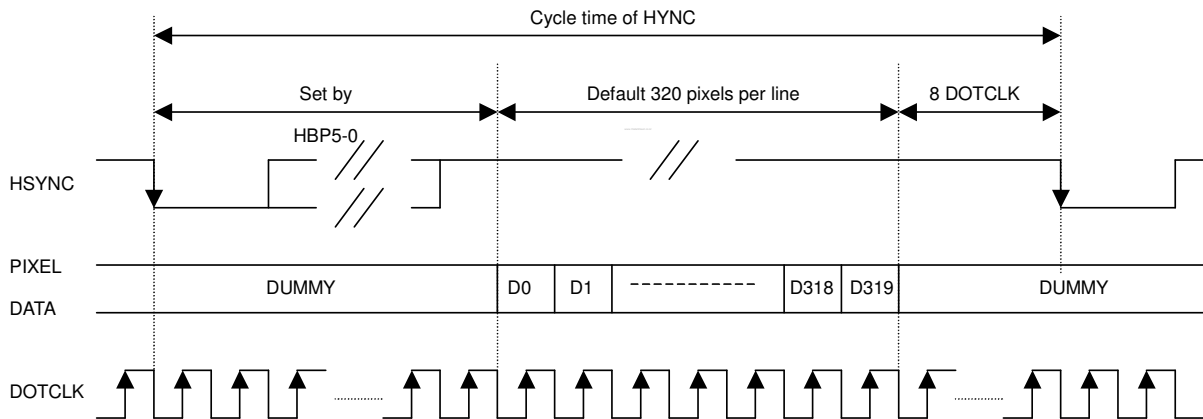 Cycle time of HYNC
Set by
Default 320 pixels per line
8 DOTCLK
HBP5-0
HSYNC
PIXEL
DATA
DUMMY
D0
D1
D318
D319
DUMMY
DOTCLK